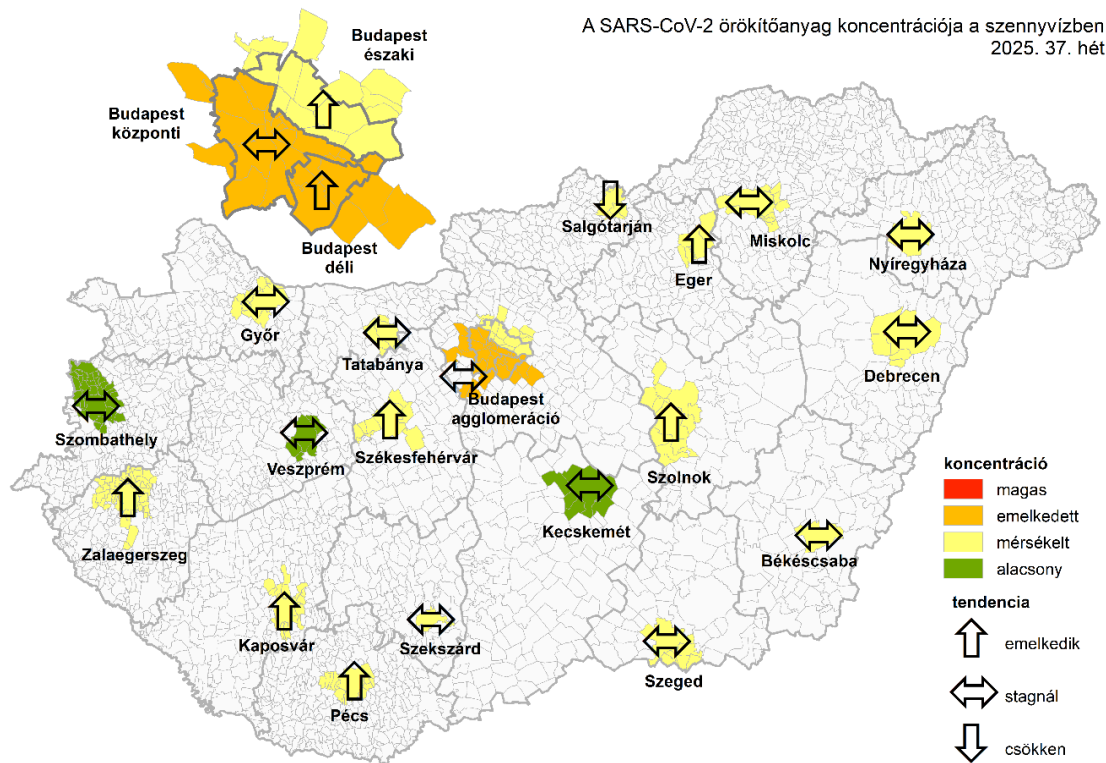 A SARS-CoV-2 örökítőanyag koncentrációja a szennyvízben
2025. 37. hét
Budapest
északi
Budapest
központi
Budapest
déli
Salgótarján
Miskolc
Eger
Nyíregyháza
Győr
Tatabánya
Debrecen
Budapest
agglomeráció
Szombathely
Veszprém
Székesfehérvár
Szolnok
Kecskemét
Zalaegerszeg
Békéscsaba
Kaposvár
Szekszárd
Szeged
Pécs
koncentráció
magas
emelkedett
mérsékelt
alacsony
tendencia
emelkedik
stagnál
csökken